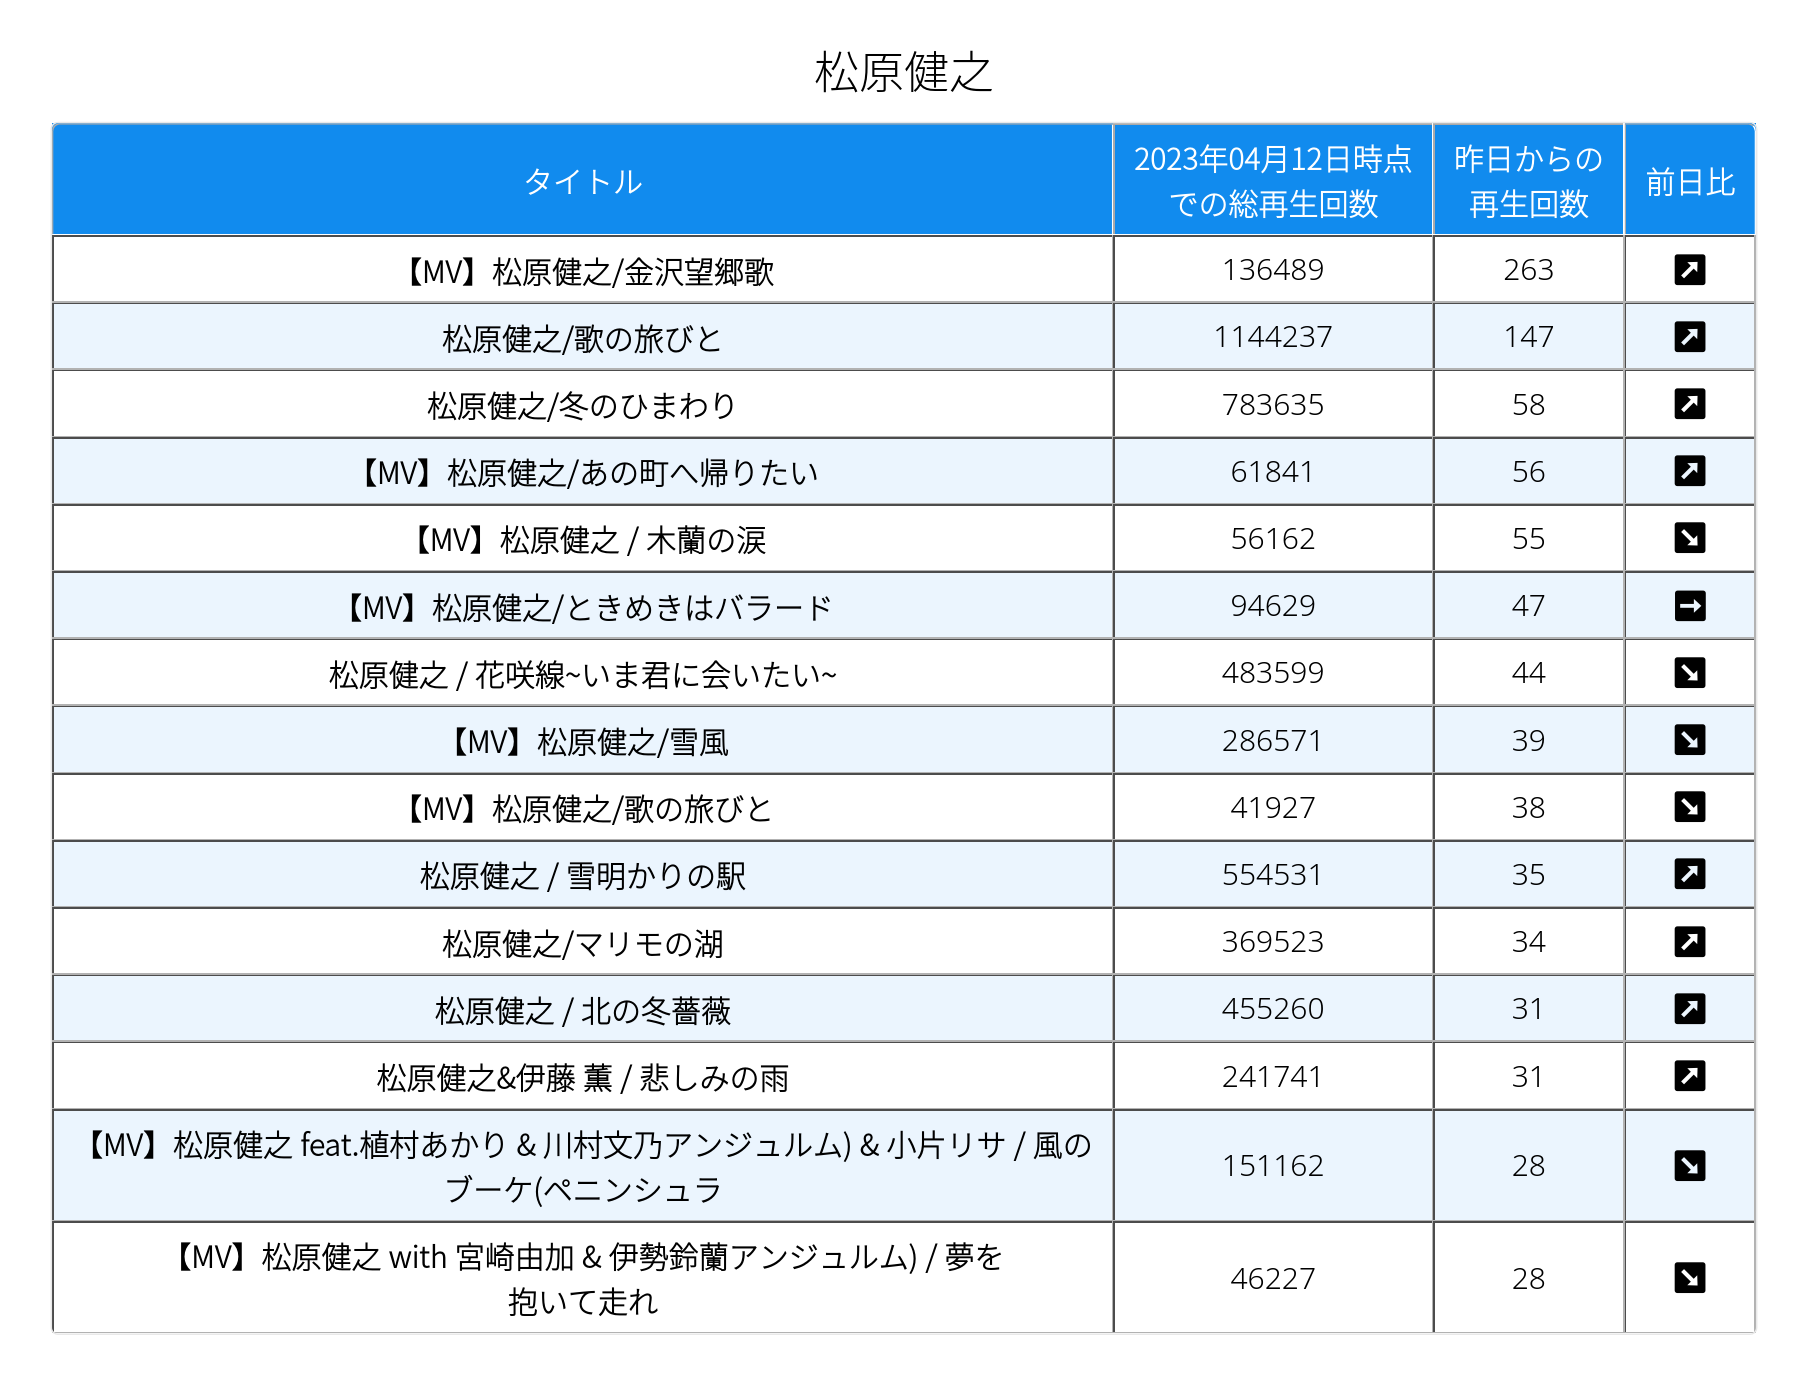 松原健之
タイトル
2023年04月12日時点
での総再生回数
昨日からの
再生回数
前日比
【MV】松原健之/金沢望郷歌 136489 263
松原健之/歌の旅びと 1144237 147
松原健之/冬のひまわり 783635 58
【MV】松原健之/あの町へ帰りたい 61841 56
【MV】松原健之 / 木蘭の涙 56162 55
【MV】松原健之/ときめきはバラード 94629 47
松原健之 / 花咲線~いま君に会いたい~ 483599 44
【MV】松原健之/雪風 286571 39
【MV】松原健之/歌の旅びと 41927 38
松原健之 / 雪明かりの駅 554531 35
松原健之/マリモの湖 369523 34
松原健之 / 北の冬薔薇 455260 31
松原健之&伊藤 薫 / 悲しみの雨 241741 31
【MV】松原健之 feat.植村あかり & 川村文乃アンジュルム) & 小片リサ / 風の
ブーケ(ペニンシュラ 151162 28
【MV】松原健之 with 宮崎由加 & 伊勢鈴蘭アンジュルム) / 夢を
抱いて走れ 46227 28